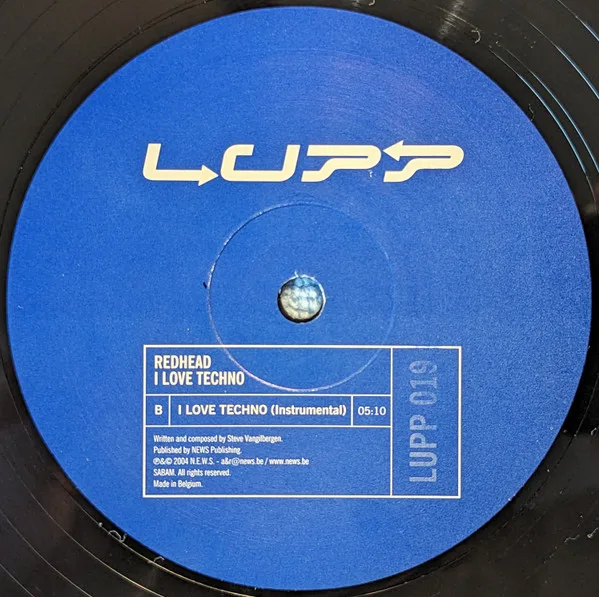 LUPP
REDHEAD
I LOVE TECHNO
B I LOVE TECHNO (Instrumental) 05:10
Written and composed by Steve Vangilbergen.
Published by NEWS Publishing.
℗&© 2004 N.E.W.S. - a&r@news.be / www.news.be
SABAM. All rights reserved.
Made in Belgium.
LUPP 019